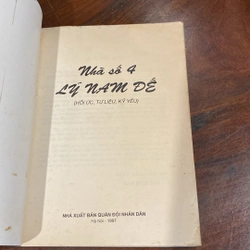 Nhà số 4
LÝ NAM ĐẾ
(HỒI ỨC, TƯ LIỆU, KỶ YẾU)
NHÀ XUẤT BẢN QUÂN ĐỘI NHÂN DÂN
Hà Nội - 1987